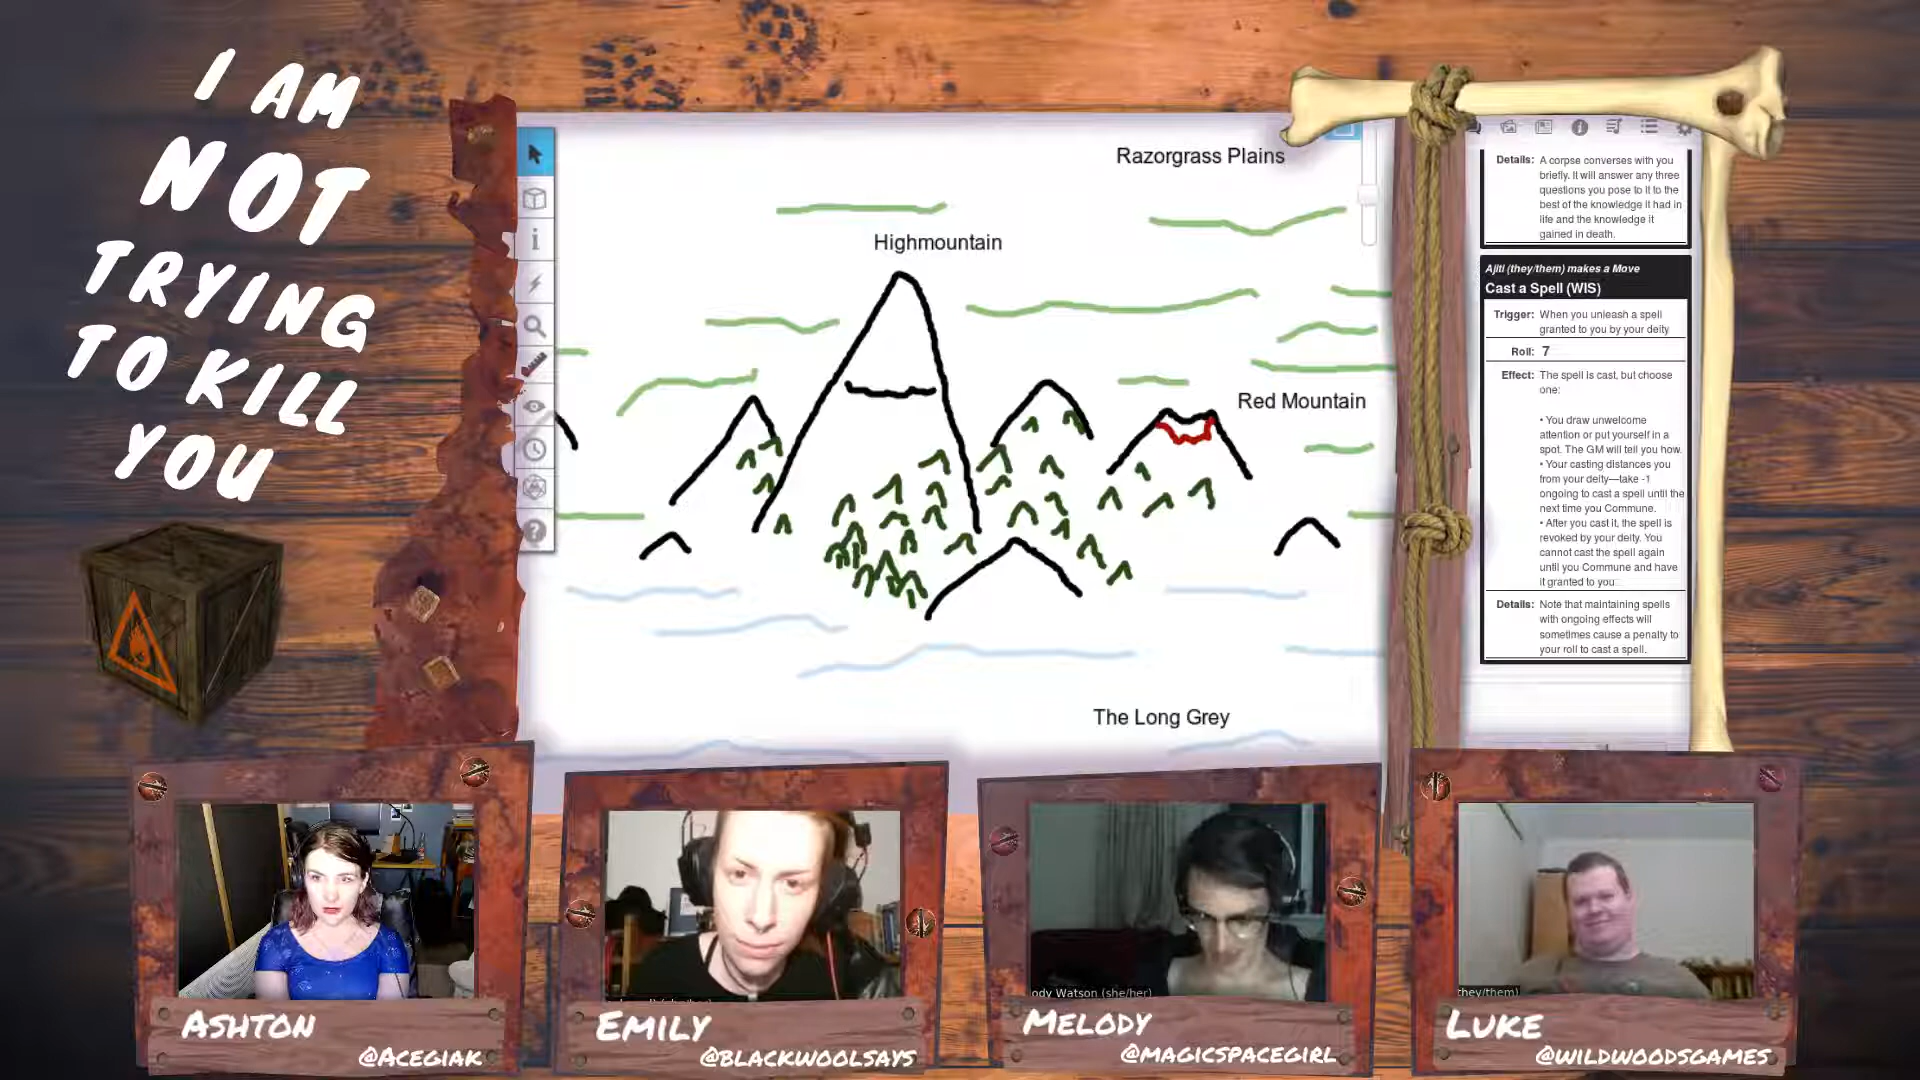 I AM
NOT
TRYING
TO KILL
YOU
Razorgrass Plains
Highmountain
Red Mountain
The Long Grey
Details: A corpse converses with you
briefly. It will answer any three
questions you pose to it to the
best of the knowledge it had in
life and the knowledge it
gained in death.
Ajiti (they/them) makes a Move
Cast a Spell (WIS)
Trigger: When you unleash a spell
granted to you by your deity
Roll: 7
Effect: The spell is cast, but choose
one:
• You draw unwelcome
attention or put yourself in a
spot. The GM will tell you how.
• Your casting distances you
from your deity—take -1
ongoing to cast a spell until the
next time you Commune.
• After you cast it, the spell is
revoked by your deity. You
cannot cast the spell again
until you Commune and have
it granted to you
Details: Note that maintaining spells
with ongoing effects will
sometimes cause a penalty to
your roll to cast a spell.
ody Watson (she/her)
they/them)
ASHTON
@ACEGIAK
EMILY
@BLACKWOOLSAYS
MELODY
@MAGICSPACEGIRL
LUKE
@WILDWOODSGAMES